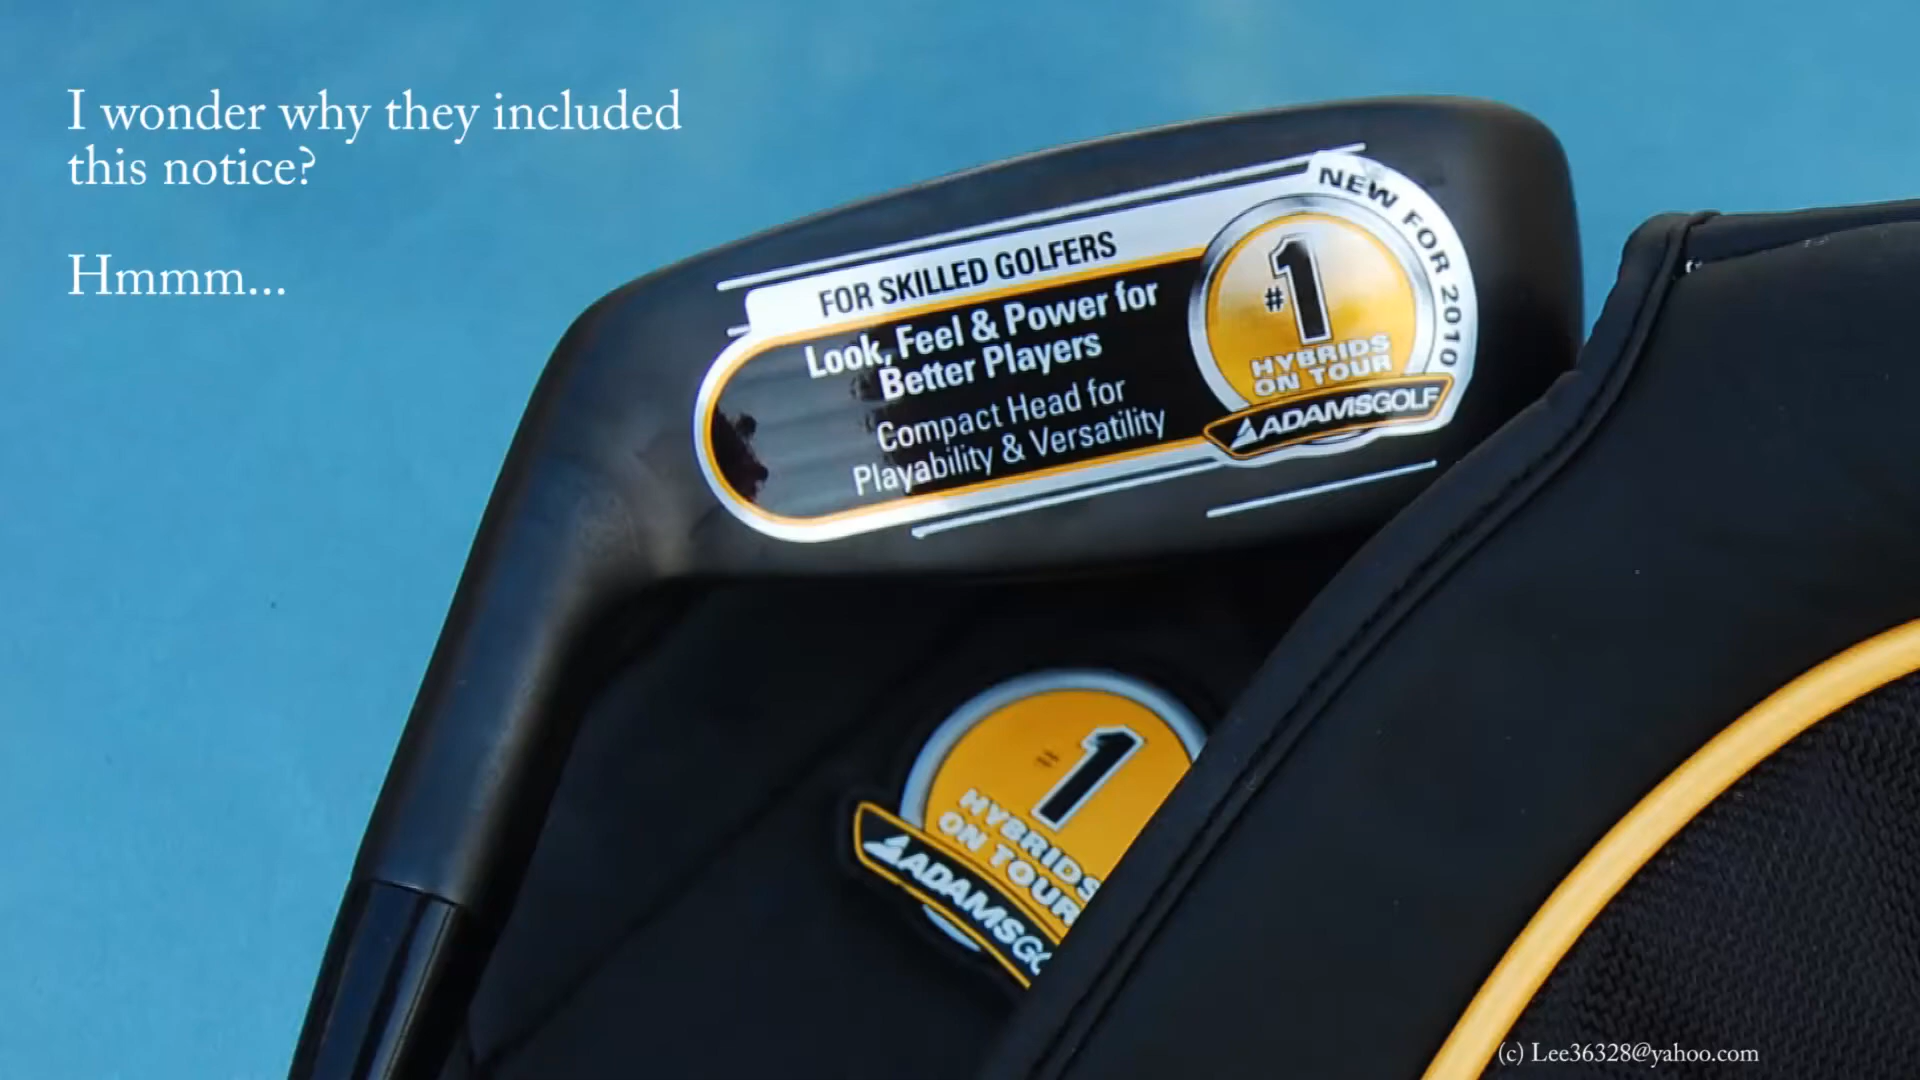 I wonder why they included
this notice?
Hmmm...
FOR SKILLED GOLFERS
Look, Feel & Power for
Better Players
Compact Head for
Playability & Versatility
NEW FOR 2010
#1
HYBRIDS
ON TOUR
ADAMSGOLF
#1
HYBRIDS
ON TOUR
ADAMSGO
(c) Lee36328@yahoo.com